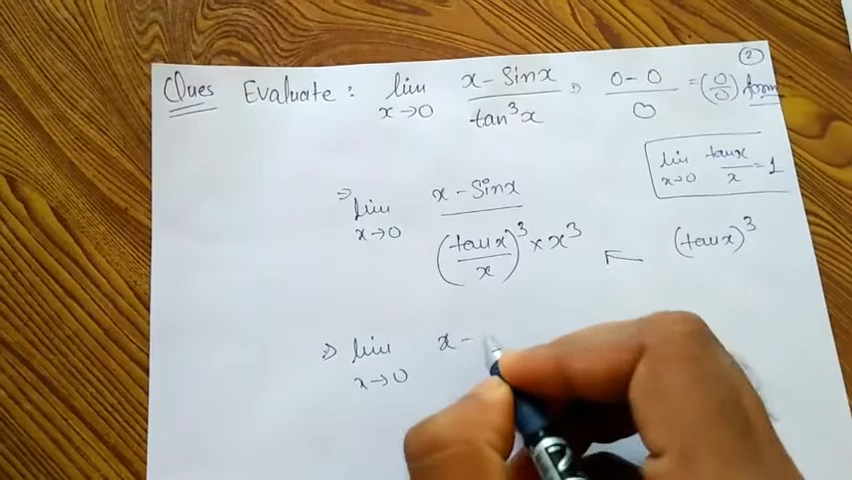 ②
Ques Evaluate: lim x→0 x - Sinx / tan³x ⇒ 0 - 0 / 0 = (0/0) form
lim x→0 tanx / x = 1
⇒ lim x→0 x - Sinx / (tanx / x)³ × x³ ← (tanx)³
⇒ lim x→0 x -